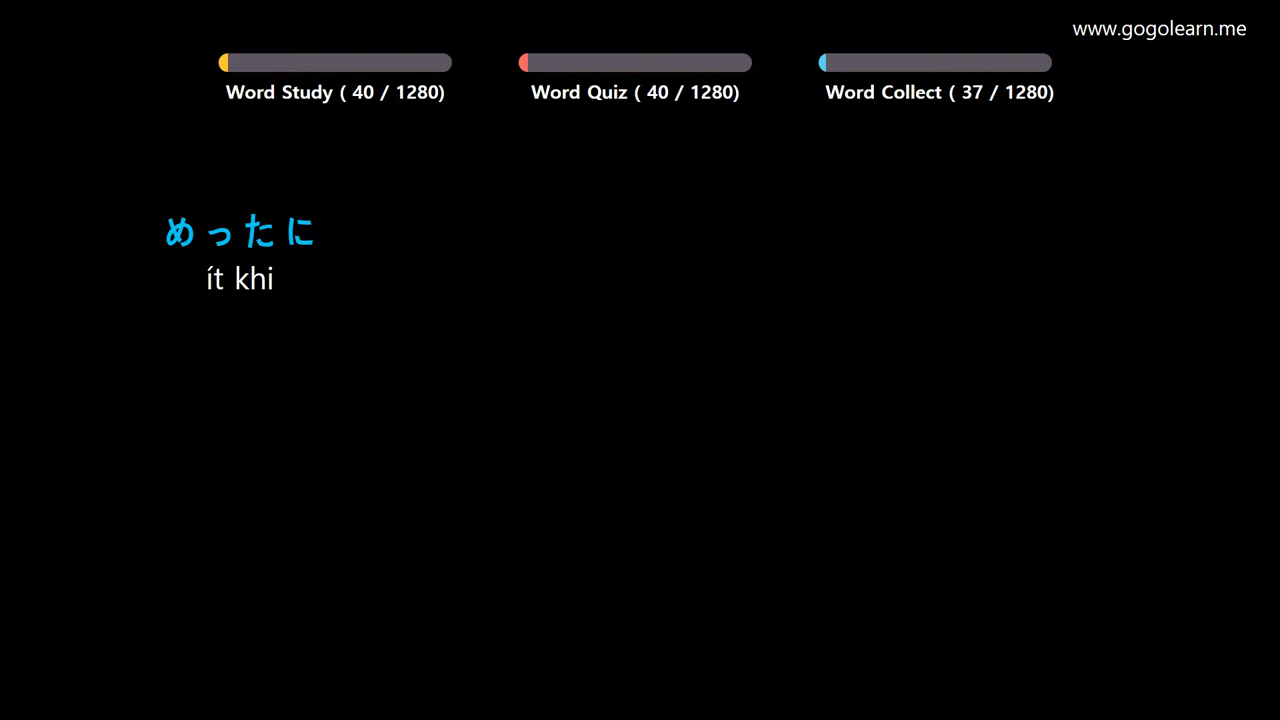 www.gogolearn.me
Word Study ( 40 / 1280)
Word Quiz ( 40 / 1280)
Word Collect ( 37 / 1280)
めったに
ít khi